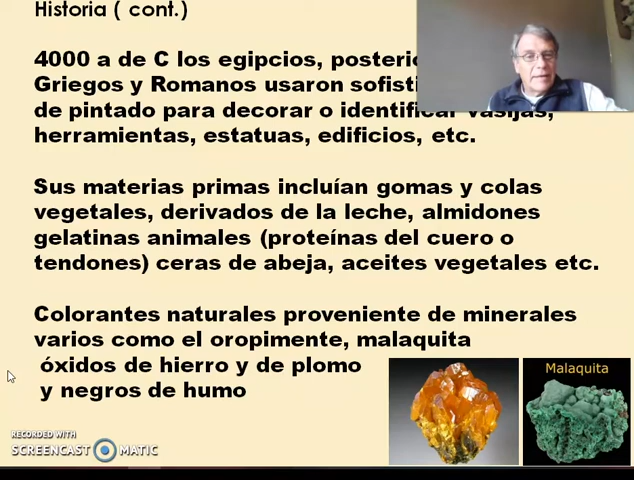 Historia ( cont.)
4000 a de C los egipcios,
Griegos y Romanos usaron
de pintado para decorar o identificar vasijas,
herramientas, estatuas, edificios, etc.
Sus materias primas incluían gomas y colas
vegetales, derivados de la leche, almidones
gelatinas animales (proteínas del cuero o
tendones) ceras de abeja, aceites vegetales etc.
Colorantes naturales proveniente de minerales
varios como el oropimente, malaquita
óxidos de hierro y de plomo
y negros de humo
Malaquita
RECORDED WITH
SCREENCAST MATIC